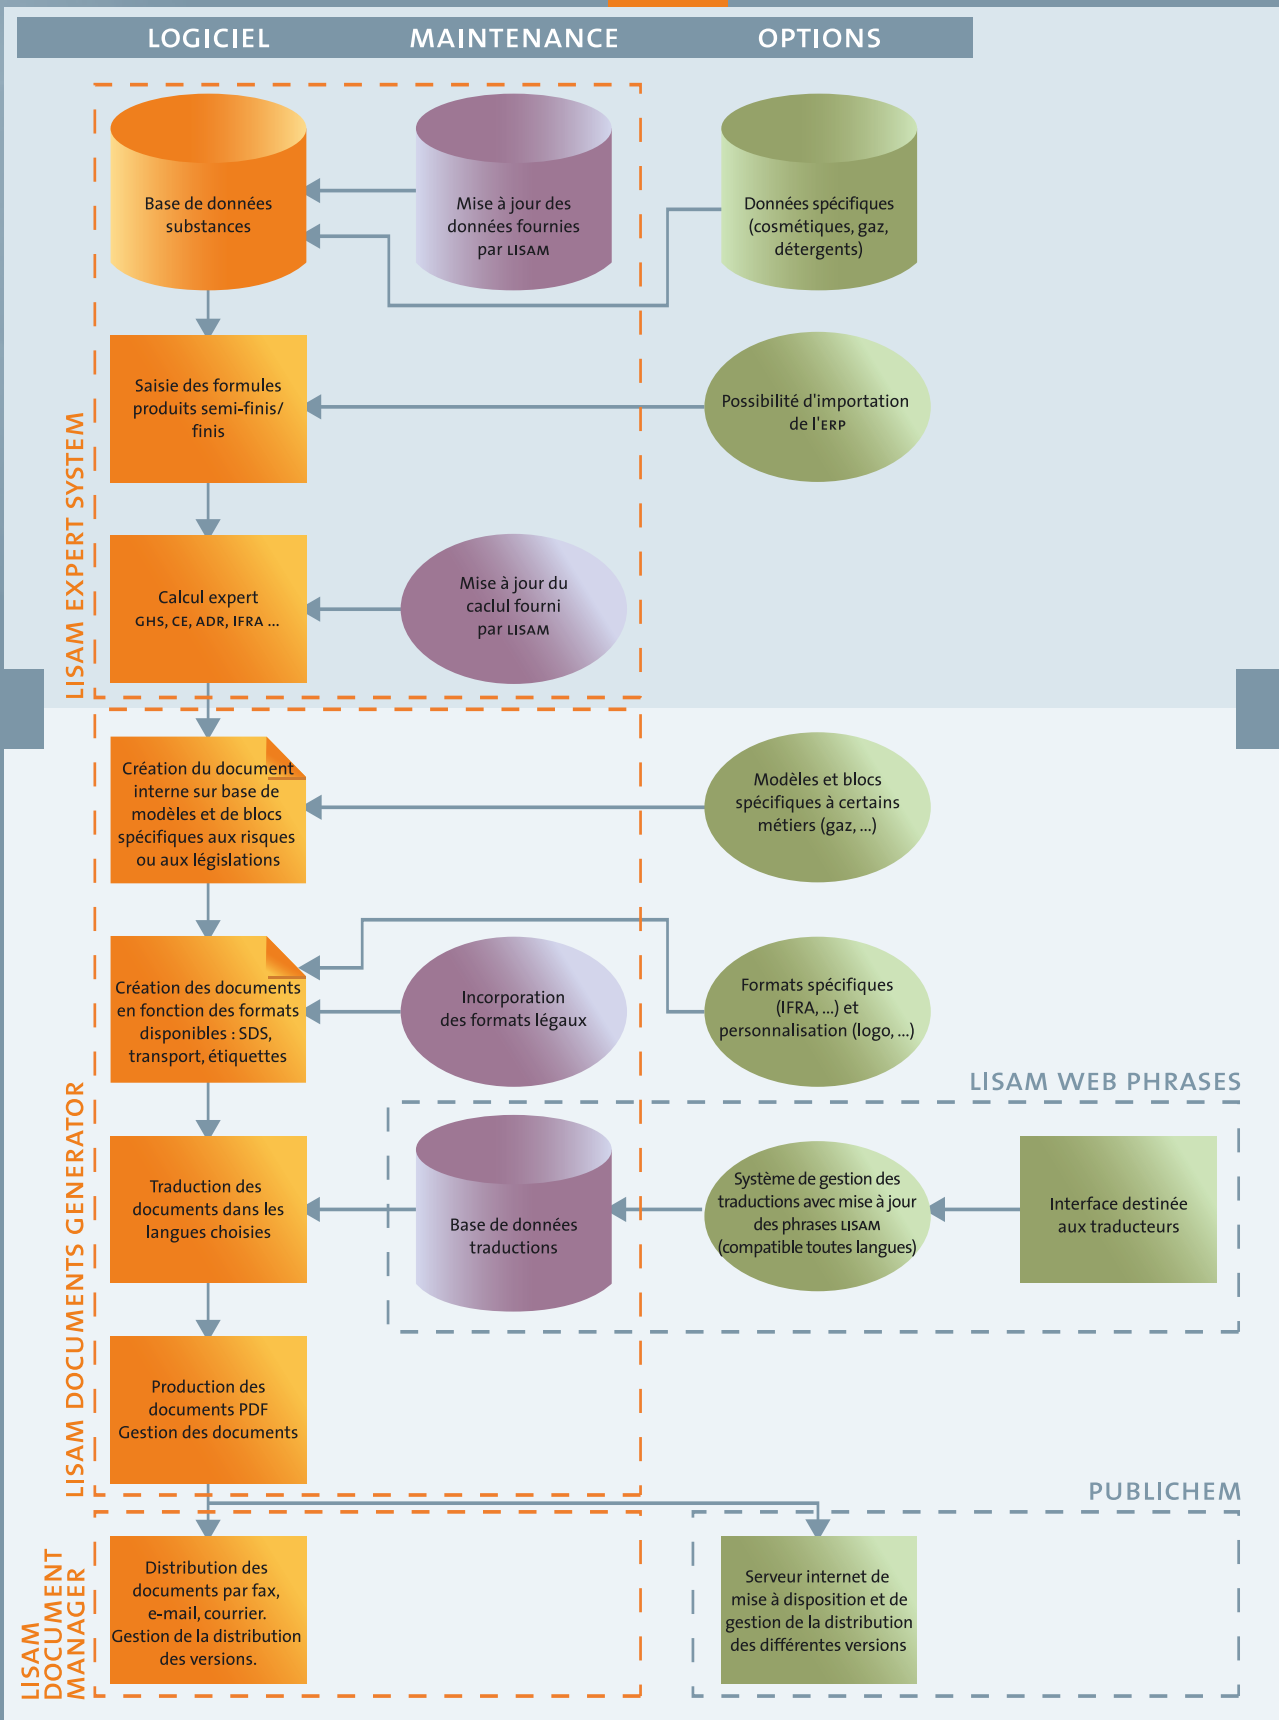 LOGICIEL MAINTENANCE OPTIONS
LISAM EXPERT SYSTEM
Base de données
substances
Mise à jour des
données fournies
par LISAM
Données spécifiques
(cosmétiques, gaz,
détergents)
Saisie des formules
produits semi-finis/
finis
Possibilité d'importation
de l'ERP
Calcul expert
GHS, CE, ADR, IFRA ...
Mise à jour du
caclul fourni
par LISAM
LISAM DOCUMENTS GENERATOR
Création du document
interne sur base de
modèles et de blocs
spécifiques aux risques
ou aux législations
Modèles et blocs
spécifiques à certains
métiers (gaz, ...)
Création des documents
en fonction des formats
disponibles : SDS,
transport, étiquettes
Incorporation
des formats légaux
Formats spécifiques
(IFRA, ...) et
personnalisation (logo, ...)
LISAM WEB PHRASES
Traduction des
documents dans les
langues choisies
Base de données
traductions
Système de gestion des
traductions avec mise à jour
des phrases LISAM
(compatible toutes langues)
Interface destinée
aux traducteurs
Production des
documents PDF
Gestion des documents
PUBLICHEM
LISAM
DOCUMENT
MANAGER
Distribution des
documents par fax,
e-mail, courrier.
Gestion de la distribution
des versions.
Serveur internet de
mise à disposition et de
gestion de la distribution
des différentes versions